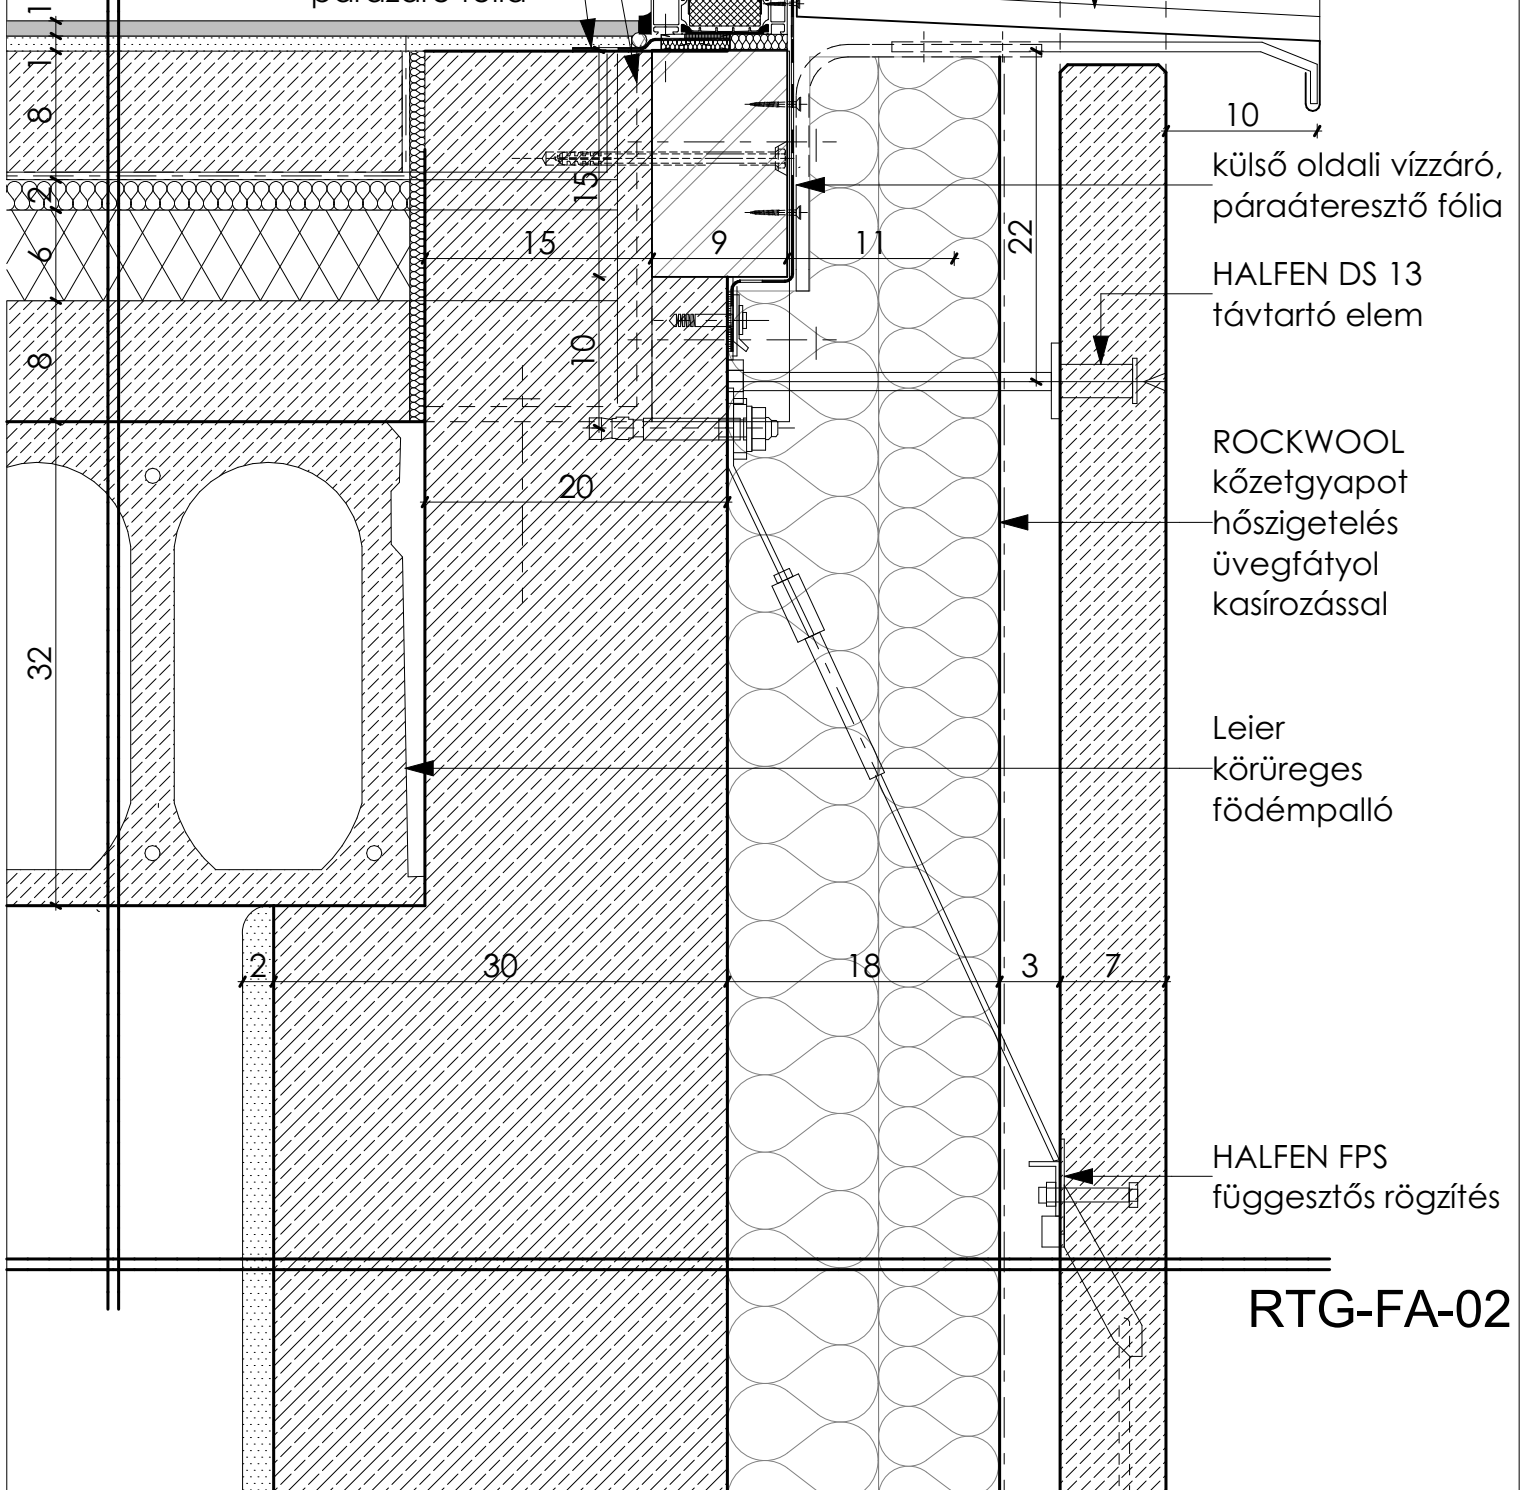 külső oldali vízzáró,
páraáteresztő fólia
HALFEN DS 13
távtartó elem
ROCKWOOL
kőzetgyapot
hőszigetelés
üvegfátyol
kasírozással
Leier
körüreges
födémpalló
HALFEN FPS
függesztős rögzítés
RTG-FA-02
1
1
8
2
6
8
32
15
10
15
9
11
22
10
20
2
30
18
3
7